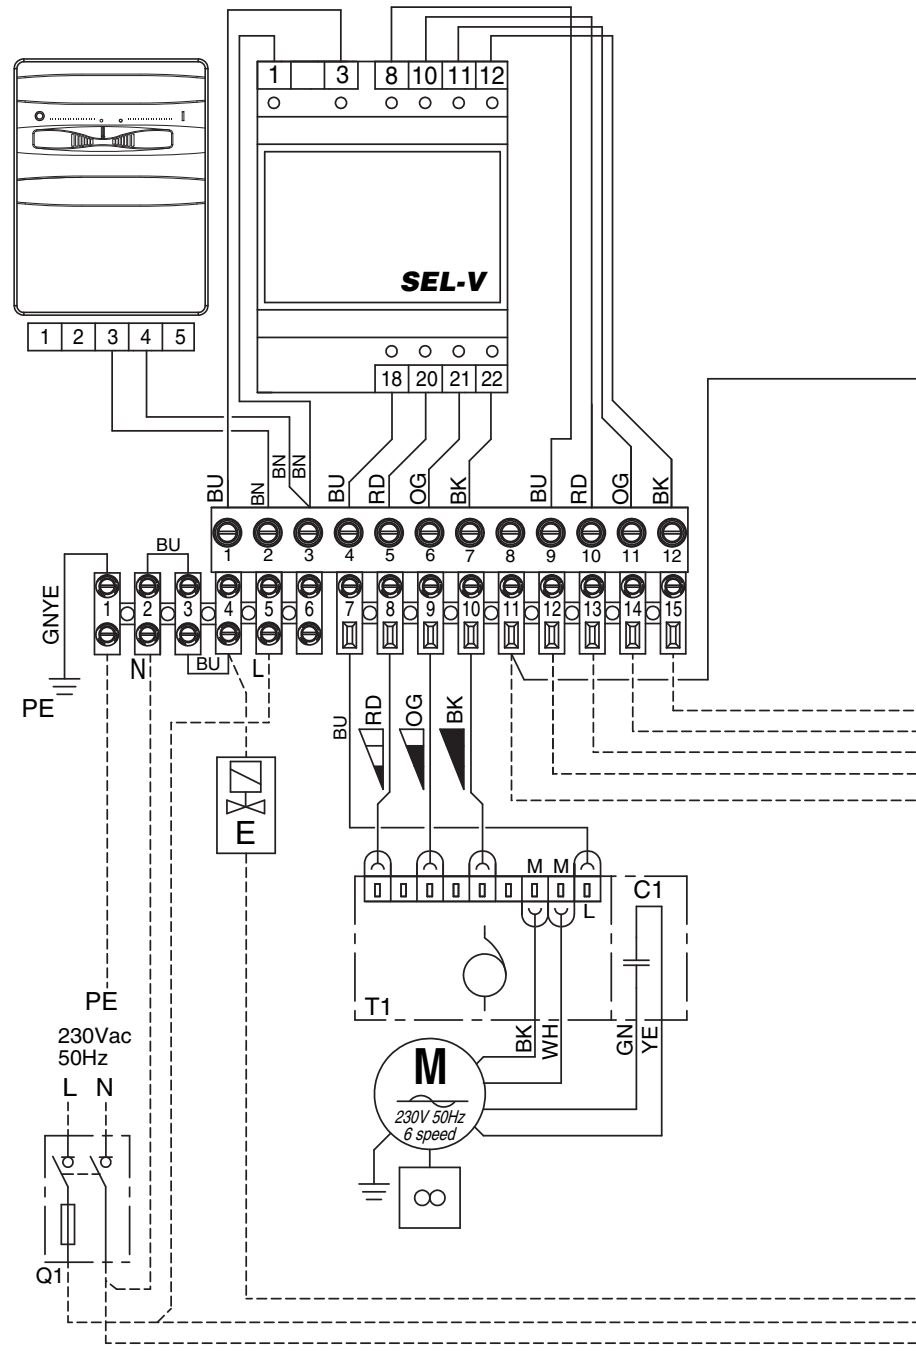 1 3 8 10 11 12
SEL-V
1 2 3 4 5
18 20 21 22
BU BN BN BN BU RD OG BK BU RD OG BK
1 2 3 4 5 6 7 8 9 10 11 12
BU
GNYE
1 2 3 4 5 6 7 8 9 10 11 12 13 14 15
N BU L
PE
BU RD OG BK
E
M M
L
C1
T1
PE
230Vac
50Hz
L N
BK WH GN YE
M
230V 50Hz
6 speed
Q1